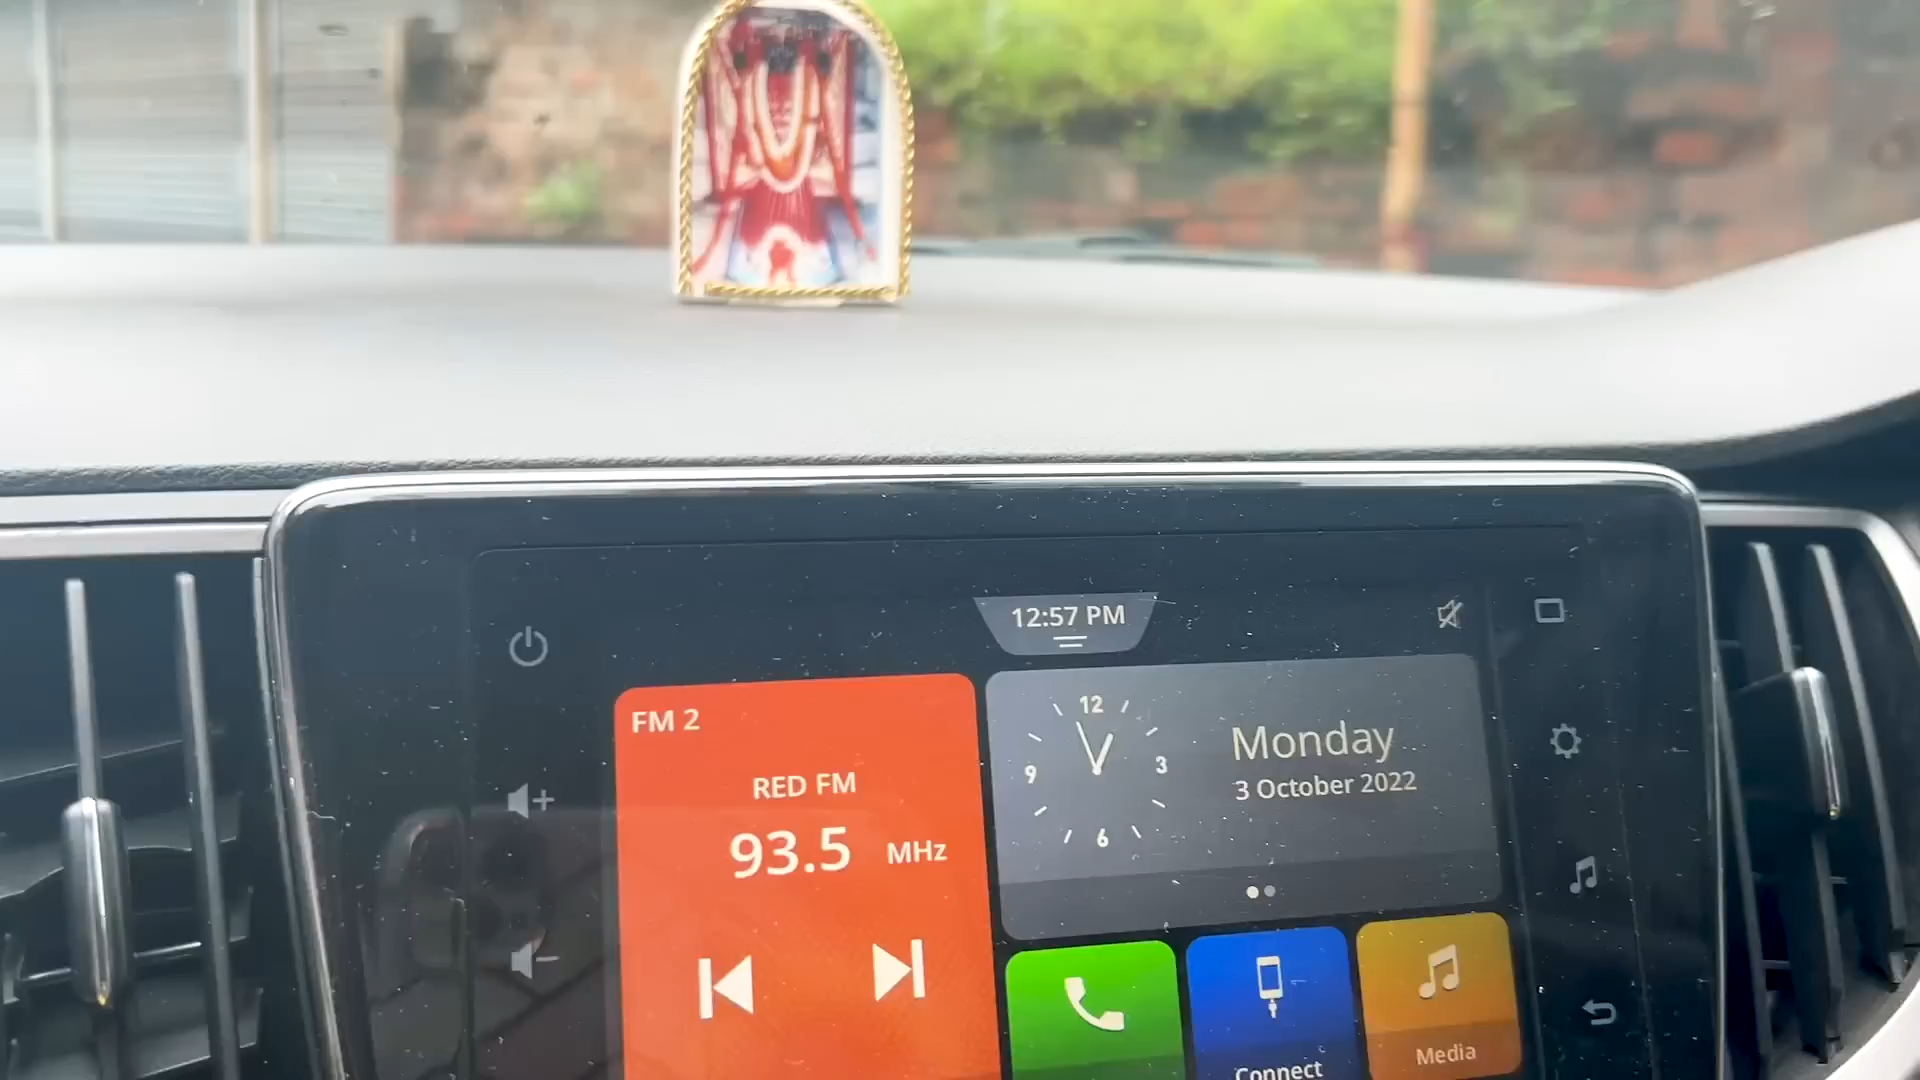 12:57 PM
FM 2
RED FM
93.5 MHz
12
9
3
6
Monday
3 October 2022
Connect
Media